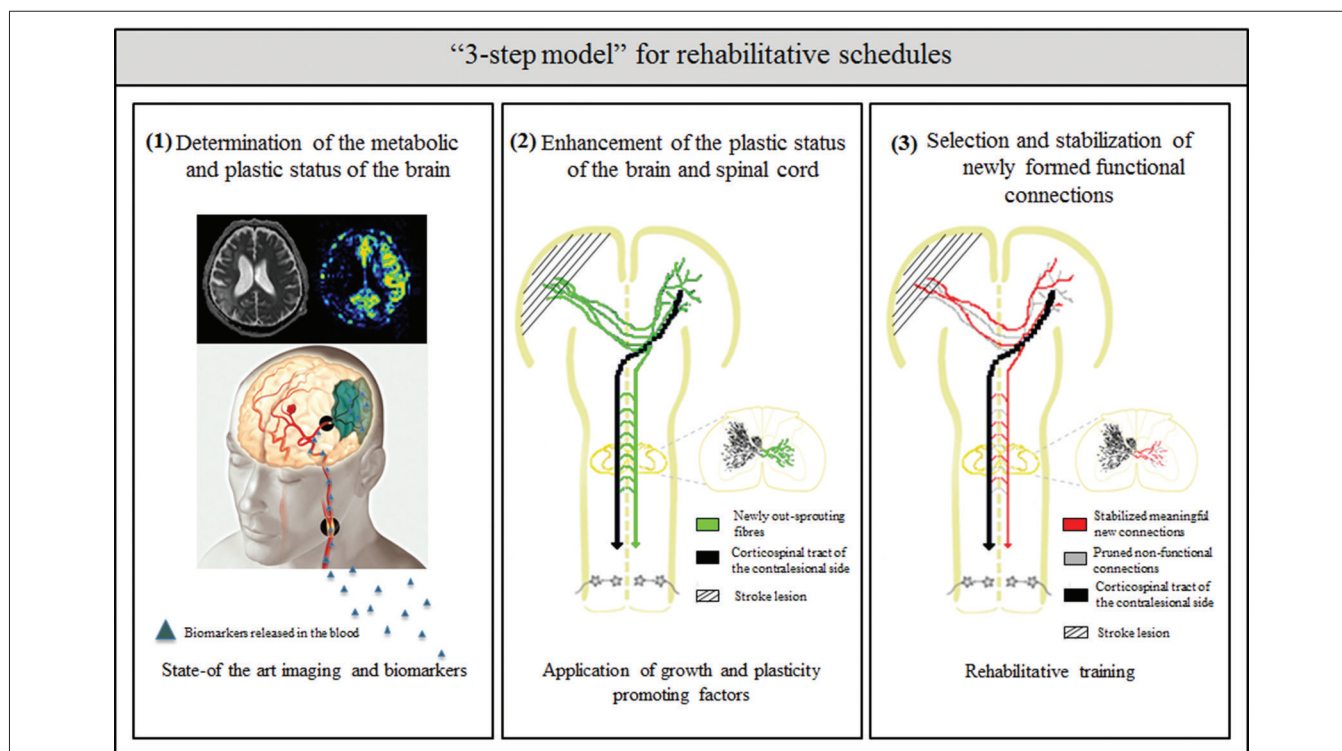 “3-step model” for rehabilitative schedules
(1) Determination of the metabolic
and plastic status of the brain
Biomarkers released in the blood
State-of the art imaging and biomarkers
(2) Enhancement of the plastic status
of the brain and spinal cord
Newly out-sprouting
fibres
Corticospinal tract of
the contralesional side
Stroke lesion
Application of growth and plasticity
promoting factors
(3) Selection and stabilization of
newly formed functional
connections
Stabilized meaningful
new connections
Pruned non-functional
connections
Corticospinal tract of
the contralesional side
Stroke lesion
Rehabilitative training